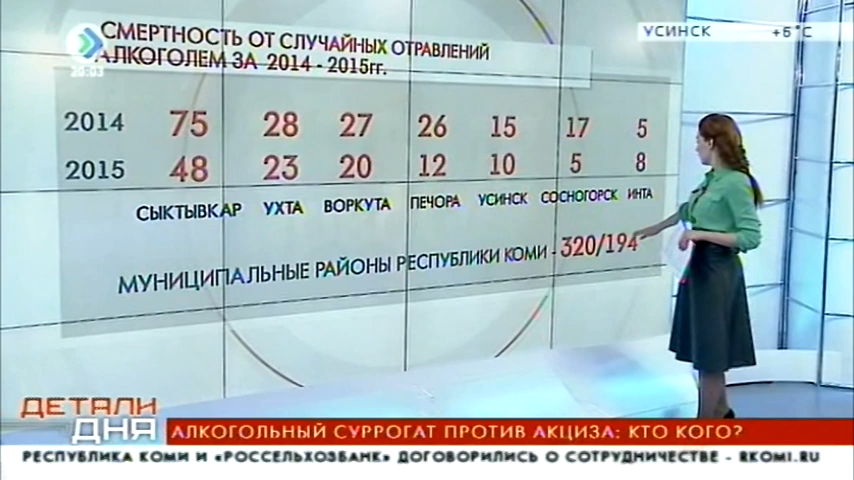 СМЕРТНОСТЬ ОТ СЛУЧАЙНЫХ ОТРАВЛЕНИЙ
АЛКОГОЛЕМ ЗА 2014 - 2015гг.
20:03
УСИНСК +6°C
2014 75 28 27 26 15 17 5
2015 48 23 20 12 10 5 8
СЫКТЫВКАР УХТА ВОРКУТА ПЕЧОРА УСИНСК СОСНОГОРСК ИНТА
МУНИЦИПАЛЬНЫЕ РАЙОНЫ РЕСПУБЛИКИ КОМИ - 320/194
ДЕТАЛИ
ДНЯ
АЛКОГОЛЬНЫЙ СУРРОГАТ ПРОТИВ АКЦИЗА: КТО КОГО?
РЕСПУБЛИКА КОМИ И «РОССЕЛЬХОЗБАНК» ДОГОВОРИЛИСЬ О СОТРУДНИЧЕСТВЕ - RKOMI.RU